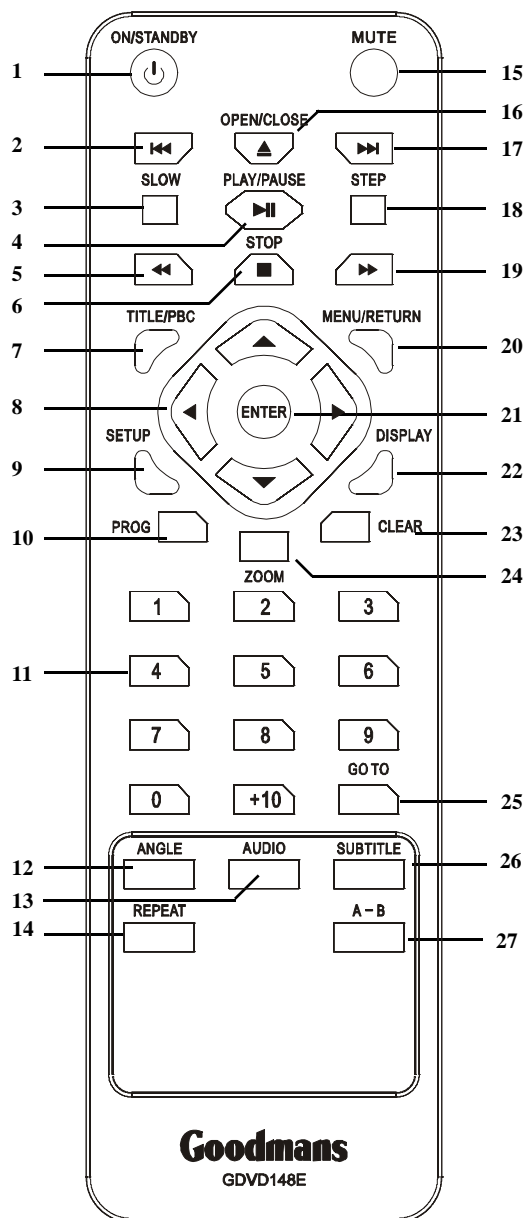 ON/STANDBY MUTE
1 15
OPEN/CLOSE 16
2 17
SLOW PLAY/PAUSE STEP
3 18
4
STOP
5 19
6
TITLE/PBC MENU/RETURN
7 20
8 ENTER 21
SETUP DISPLAY
9 22
10 PROG CLEAR 23
24
ZOOM
1 2 3
11 4 5 6
7 8 9
GO TO
0 +10 25
ANGLE AUDIO SUBTITLE 26
12
13
REPEAT A – B
14 27
Goodmans
GDVD148E